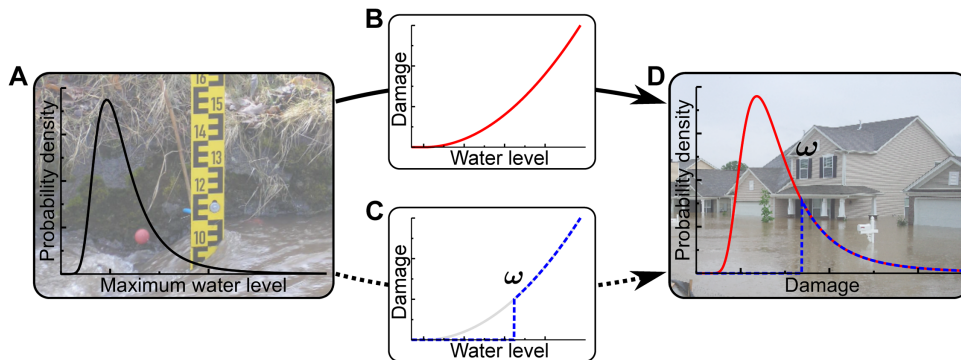 A
Probability density
Maximum water level
16
15
14
13
12
10
B
Damage
Water level
C
Damage
ω
Water level
D
Probability density
ω
Damage